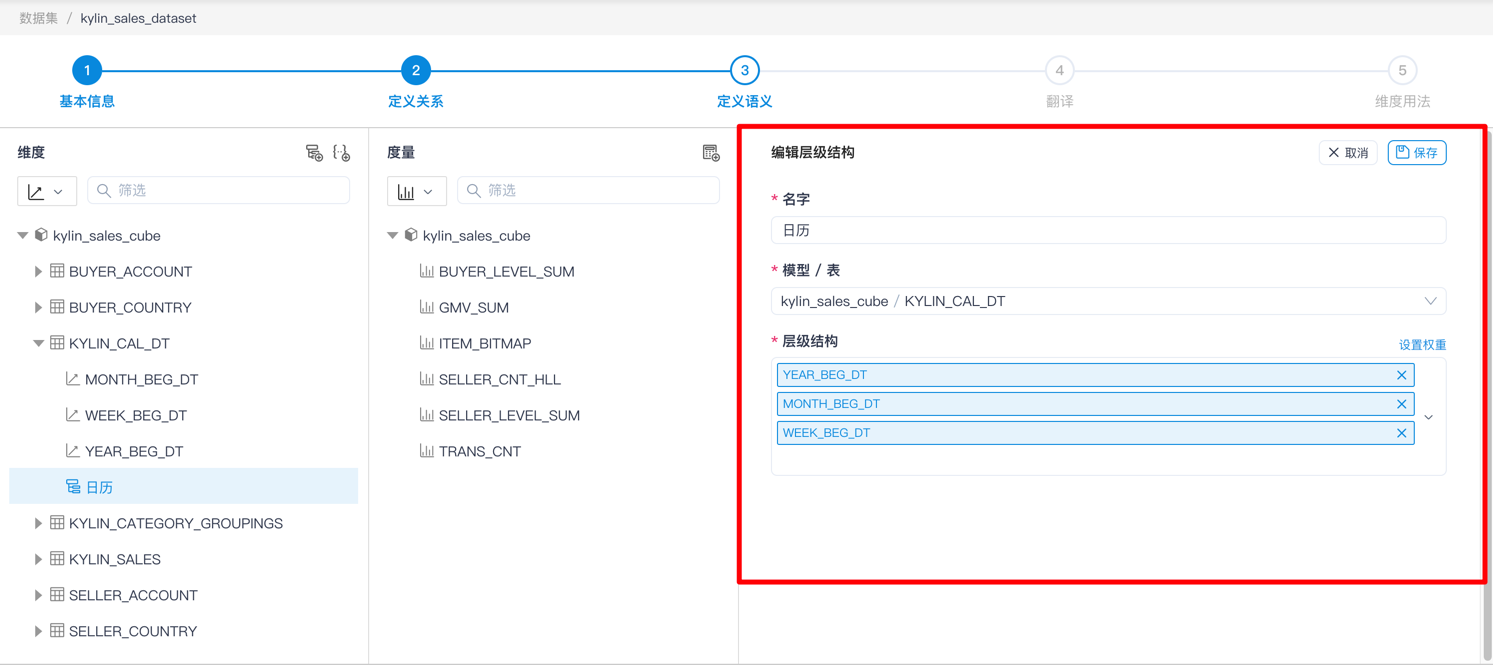 数据集 / kylin_sales_dataset
1
2
3
4
5
基本信息
定义关系
定义语义
翻译
维度用法
维度
筛选
kylin_sales_cube
BUYER_ACCOUNT
BUYER_COUNTRY
KYLIN_CAL_DT
MONTH_BEG_DT
WEEK_BEG_DT
YEAR_BEG_DT
日历
KYLIN_CATEGORY_GROUPINGS
KYLIN_SALES
SELLER_ACCOUNT
SELLER_COUNTRY
度量
筛选
kylin_sales_cube
BUYER_LEVEL_SUM
GMV_SUM
ITEM_BITMAP
SELLER_CNT_HLL
SELLER_LEVEL_SUM
TRANS_CNT
编辑层级结构
取消
保存
* 名字
日历
* 模型 / 表
kylin_sales_cube / KYLIN_CAL_DT
* 层级结构
设置权重
YEAR_BEG_DT
MONTH_BEG_DT
WEEK_BEG_DT